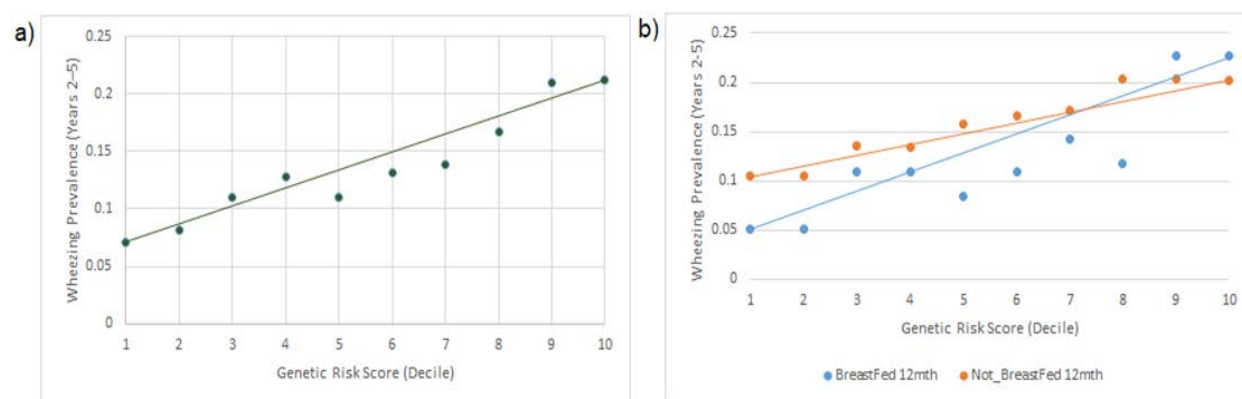 a)
Wheezing Prevalence (Years 2–5)
0.25
0.2
0.15
0.1
0.05
0
1 2 3 4 5 6 7 8 9 10
Genetic Risk Score (Decile)
b)
Wheezing Prevalence (Years 2-5)
0.25
0.2
0.15
0.1
0.05
0
1 2 3 4 5 6 7 8 9 10
Genetic Risk Score (Decile)
BreastFed 12mth Not_BreastFed 12mth